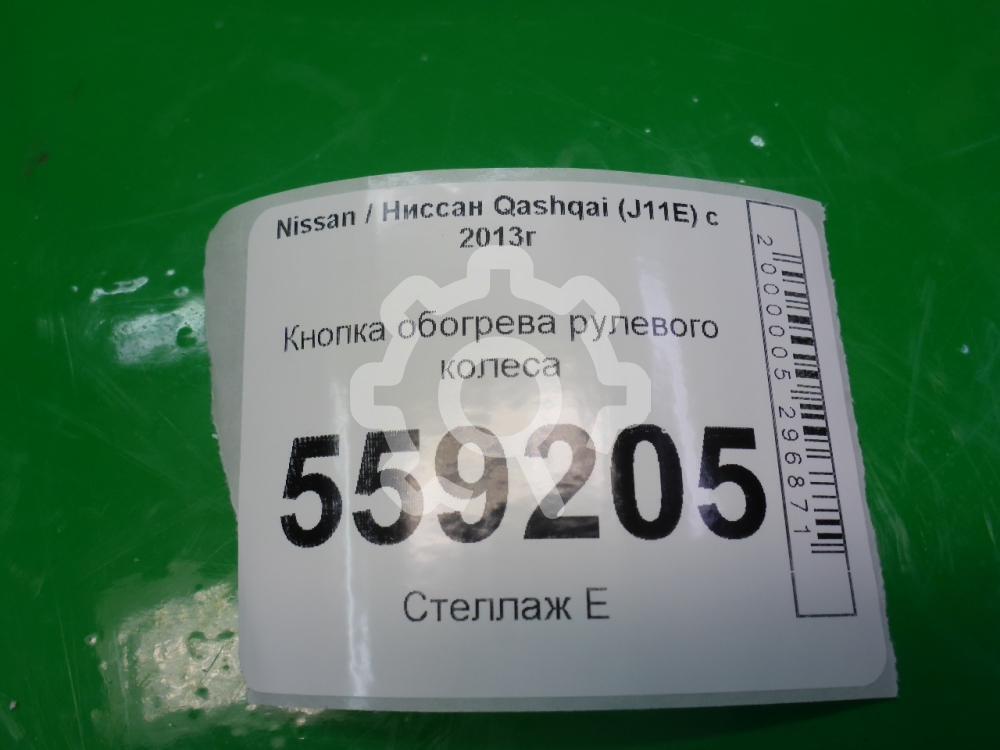 Nissan / Ниссан Qashqai (J11E) с
2013г
Кнопка обогрева рулевого
колеса
559205
Стеллаж Е
2000005296871